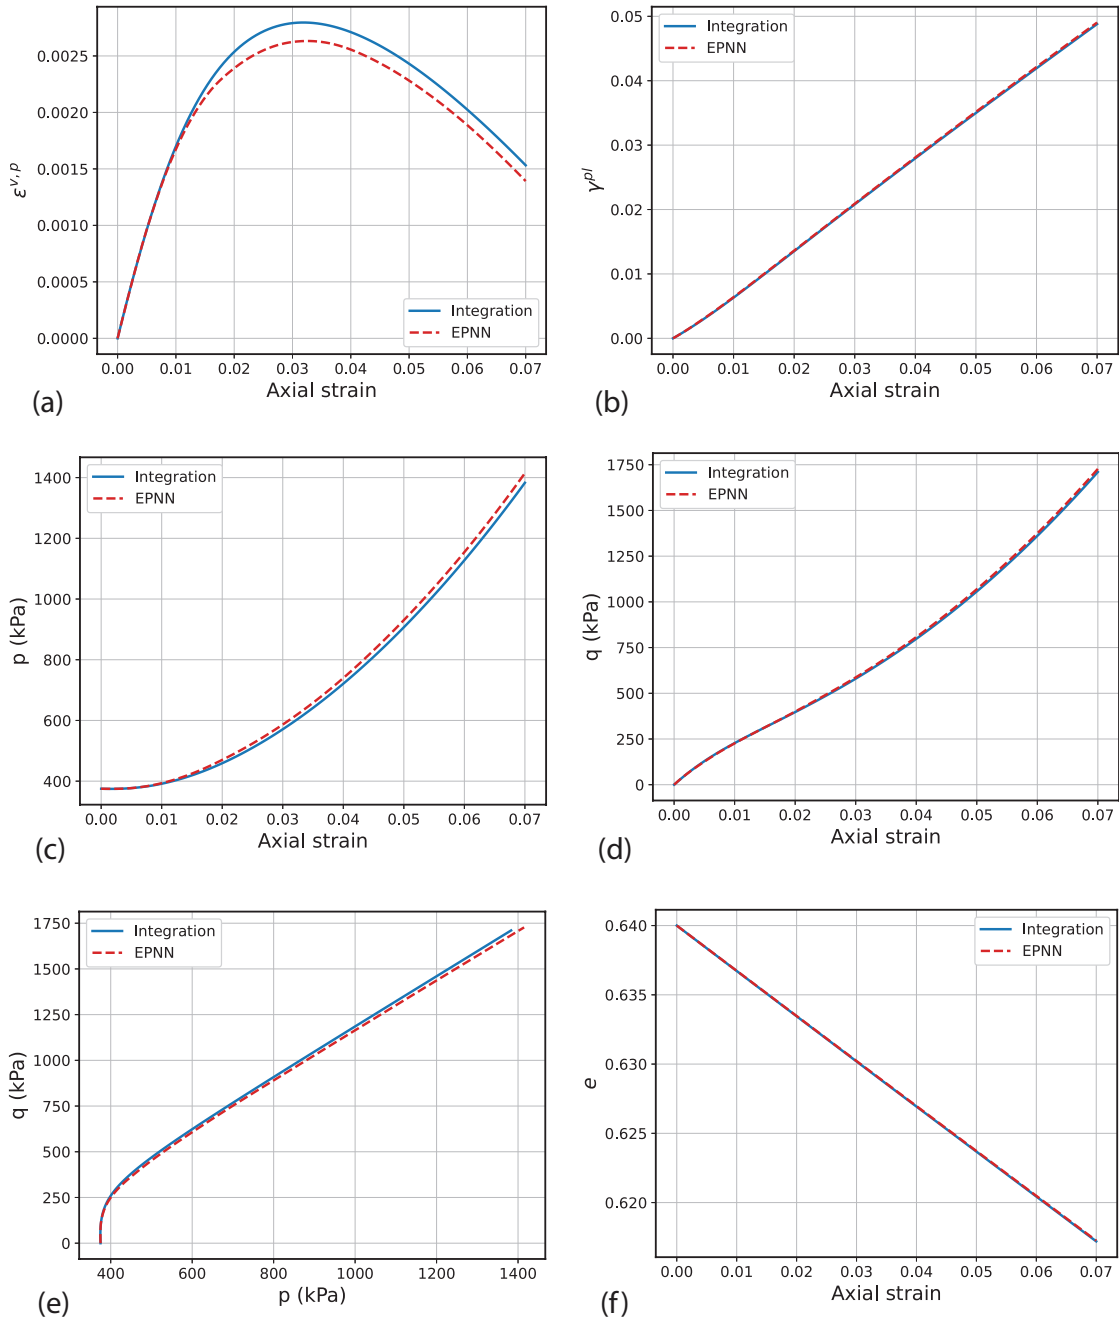 0.0025
0.0020
0.0015
0.0010
0.0005
0.0000
ε^{v,p}
Integration
EPNN
0.00 0.01 0.02 0.03 0.04 0.05 0.06 0.07
Axial strain
(a)
0.05
0.04
0.03
0.02
0.01
0.00
γ^{pl}
Integration
EPNN
0.00 0.01 0.02 0.03 0.04 0.05 0.06 0.07
Axial strain
(b)
1400
1200
1000
800
600
400
p (kPa)
Integration
EPNN
0.00 0.01 0.02 0.03 0.04 0.05 0.06 0.07
Axial strain
(c)
1750
1500
1250
1000
750
500
250
0
q (kPa)
Integration
EPNN
0.00 0.01 0.02 0.03 0.04 0.05 0.06 0.07
Axial strain
(d)
1750
1500
1250
1000
750
500
250
0
q (kPa)
Integration
EPNN
400 600 800 1000 1200 1400
p (kPa)
(e)
0.640
0.635
0.630
0.625
0.620
e
Integration
EPNN
0.00 0.01 0.02 0.03 0.04 0.05 0.06 0.07
Axial strain
(f)